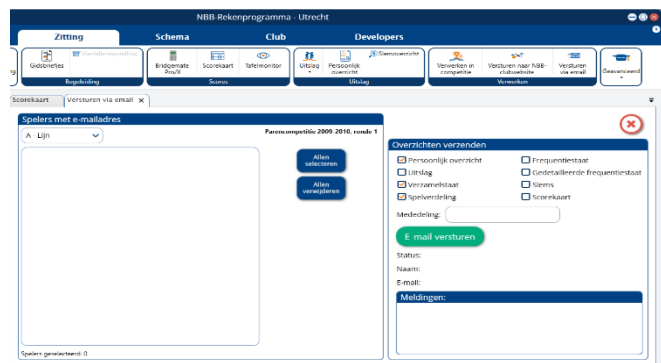 NBB-Rekenprogramma - Utrecht
Zitting Schema Club Developers
Gidsbriefjes
Bridgemate Pro/II
Scorekaart
Tafelmonitor
Uitslag
Persoonlijk overzicht
Slemoverzicht
Verwerken in competitie
Versturen naar NBB-clubwebsite
Versturen via email
Geavanceerd
Begeleiding Scores Uitslag Verwerken
Scorekaart Versturen via email x
Spelers met e-mailadres
A - Lijn
Parencompetitie 2009-2010, ronde 1
Allen selecteren
Allen verwijderen
Spelers geselecteerd: 0
Overzichten verzenden
Persoonlijk overzicht Frequentiestaat
Uitslag Gedetailleerde frequentiestaat
Verzamelstaat Slems
Spelverdeling Scorekaart
Mededeling:
E-mail versturen
Status:
Naam:
E-mail:
Meldingen: